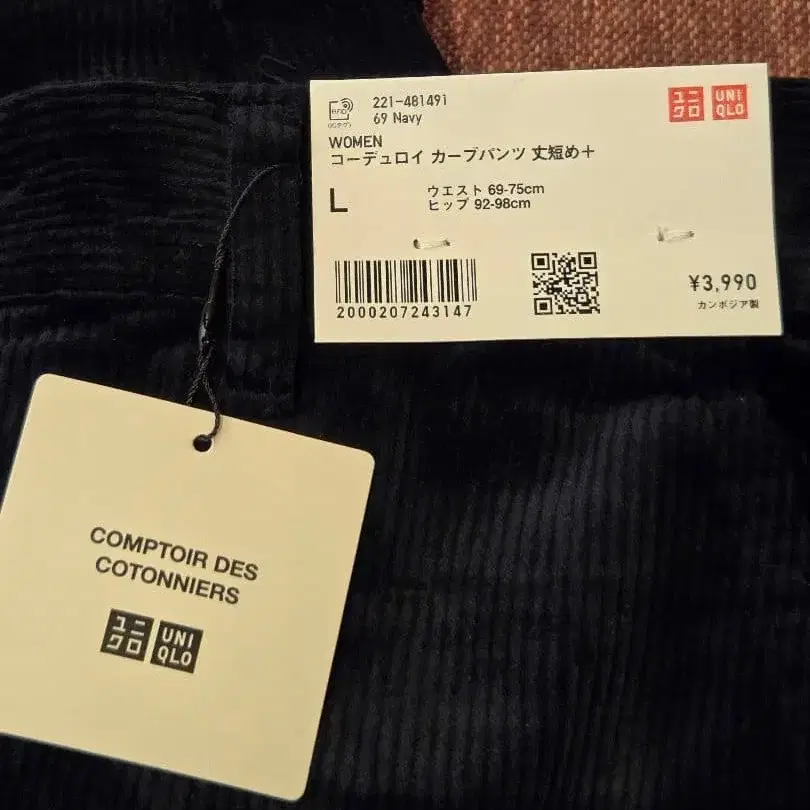 221-481491
69 Navy
ユニクロ UNIQLO
WOMEN
コーデュロイ カーブパンツ 丈短め+
L
ウエスト 69-75cm
ヒップ 92-98cm
2000207243147
¥3,990
カンボジア製
COMPTOIR DES
COTONNIERS
ユニクロ UNIQLO